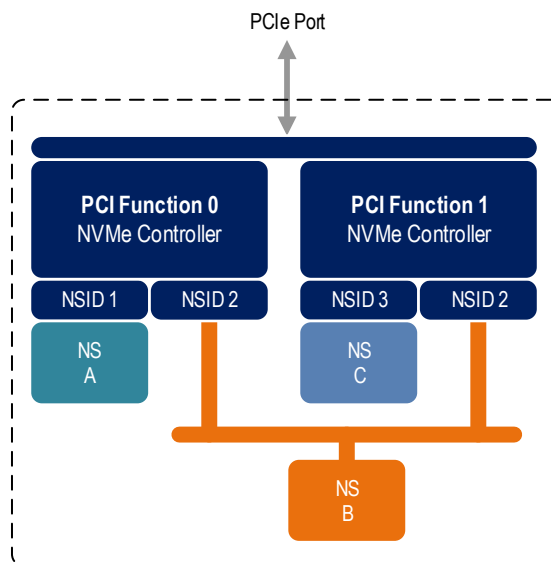 PCIe Port
PCI Function 0
NVMe Controller
PCI Function 1
NVMe Controller
NSID 1
NSID 2
NSID 3
NSID 2
NS
A
NS
C
NS
B